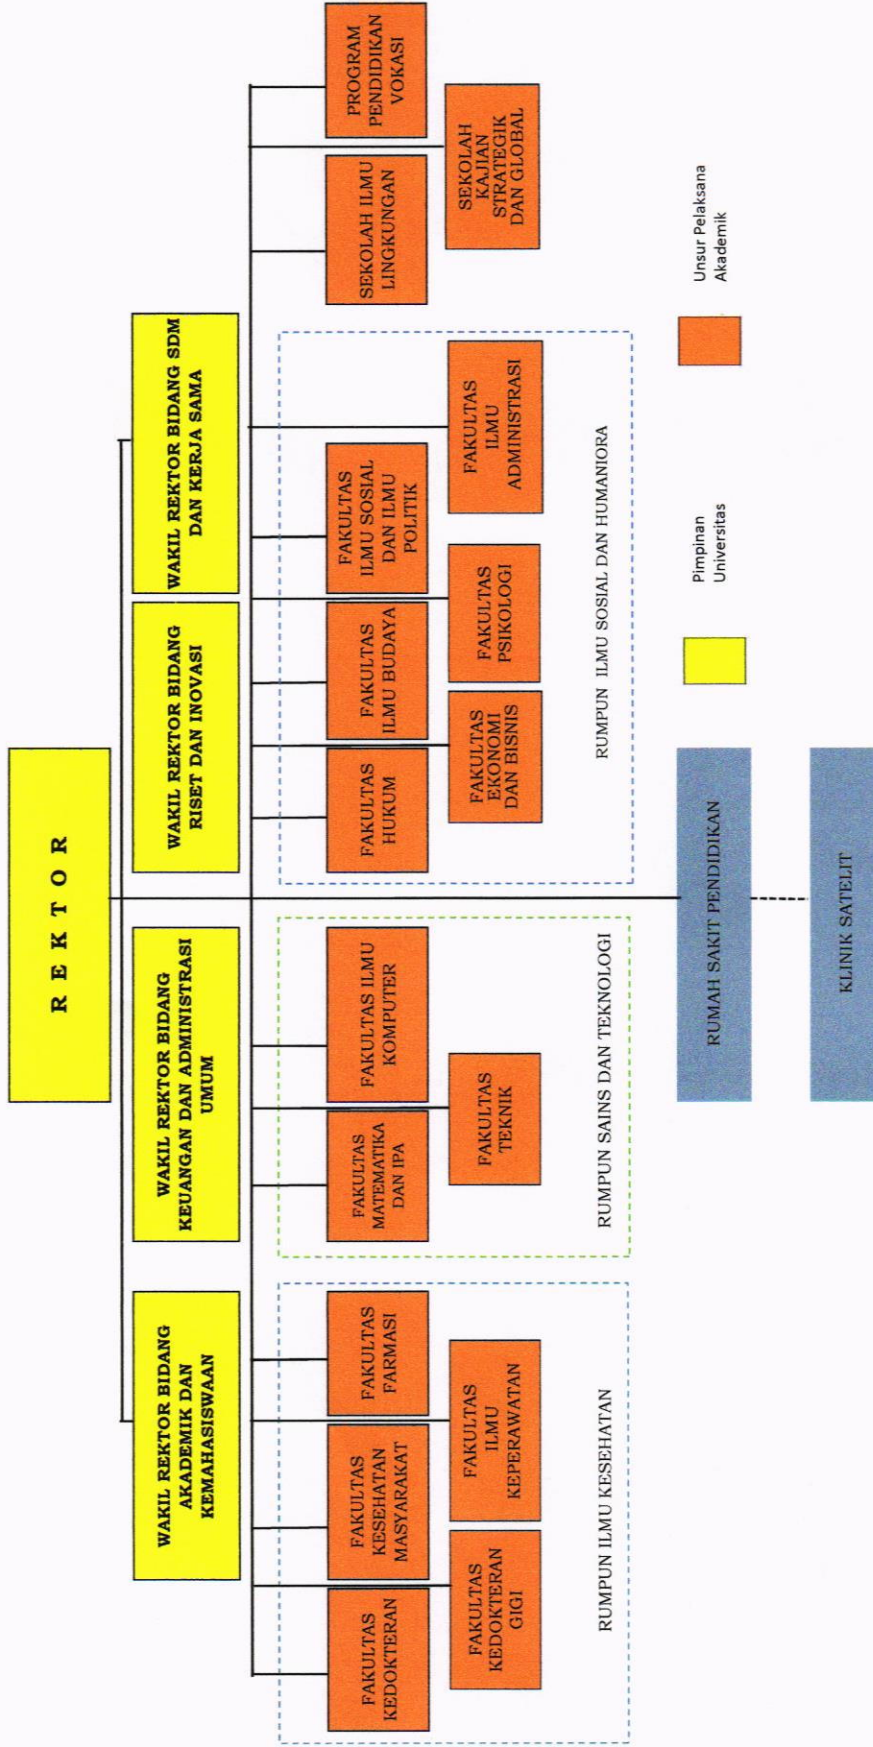 R E K T O R
WAKIL REKTOR BIDANG
AKADEMIK DAN
KEMAHASISWAAN
WAKIL REKTOR BIDANG
KEUANGAN DAN ADMINISTRASI
UMUM
WAKIL REKTOR BIDANG
RISET DAN INOVASI
WAKIL REKTOR BIDANG SDM
DAN KERJA SAMA
FAKULTAS
KEDOKTERAN
FAKULTAS
KESEHATAN
MASYARAKAT
FAKULTAS
FARMASI
FAKULTAS
KEDOKTERAN
GIGI
FAKULTAS
ILMU
KEPERAWATAN
RUMPUN ILMU KESEHATAN
FAKULTAS
MATEMATIKA
DAN IPA
FAKULTAS ILMU
KOMPUTER
FAKULTAS
TEKNIK
RUMPUN SAINS DAN TEKNOLOGI
FAKULTAS
HUKUM
FAKULTAS
ILMU BUDAYA
FAKULTAS
ILMU SOSIAL
DAN ILMU
POLITIK
FAKULTAS
EKONOMI
DAN BISNIS
FAKULTAS
PSIKOLOGI
FAKULTAS
ILMU
ADMINISTRASI
RUMPUN ILMU SOSIAL DAN HUMANIORA
SEKOLAH ILMU
LINGKUNGAN
PROGRAM
PENDIDIKAN
VOKASI
SEKOLAH
KAJIAN
STRATEGIK
DAN GLOBAL
RUMAH SAKIT PENDIDIKAN
KLINIK SATELIT
Pimpinan
Universitas
Unsur Pelaksana
Akademik